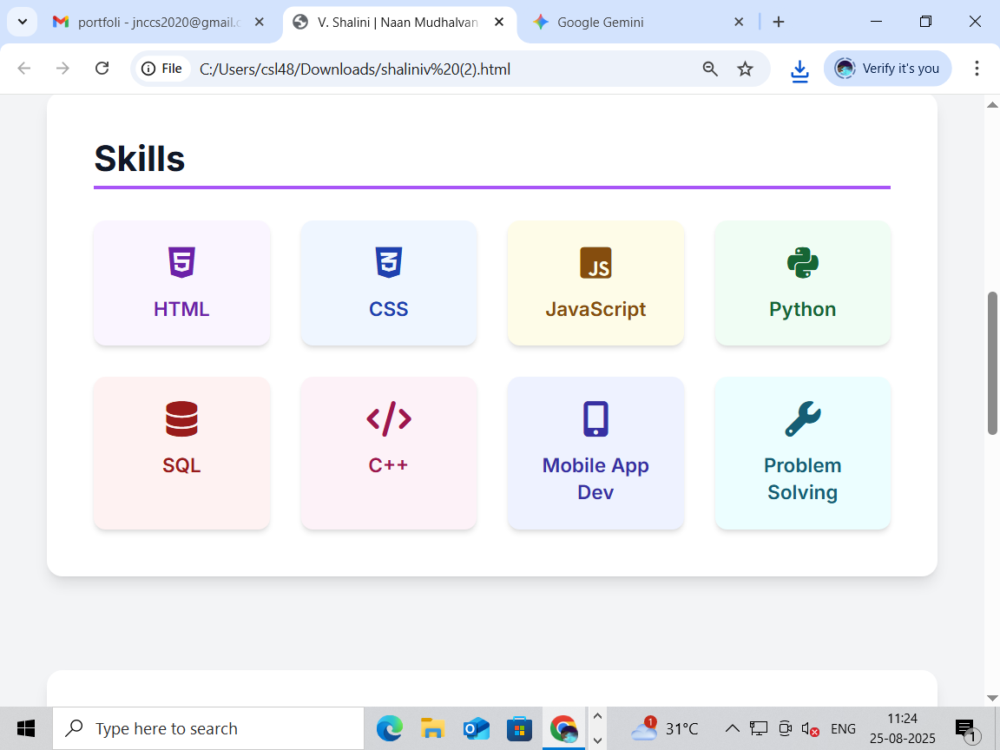 portfoli - jnccs2020@gmail.c
V. Shalini | Naan Mudhalvan
Google Gemini
File
C:/Users/csl48/Downloads/shaliniv%20(2).html
Verify it's you
Skills
HTML
CSS
JS
JavaScript
Python
SQL
C++
Mobile App
Dev
Problem
Solving
Type here to search
1
31°C
ENG
11:24
25-08-2025
1